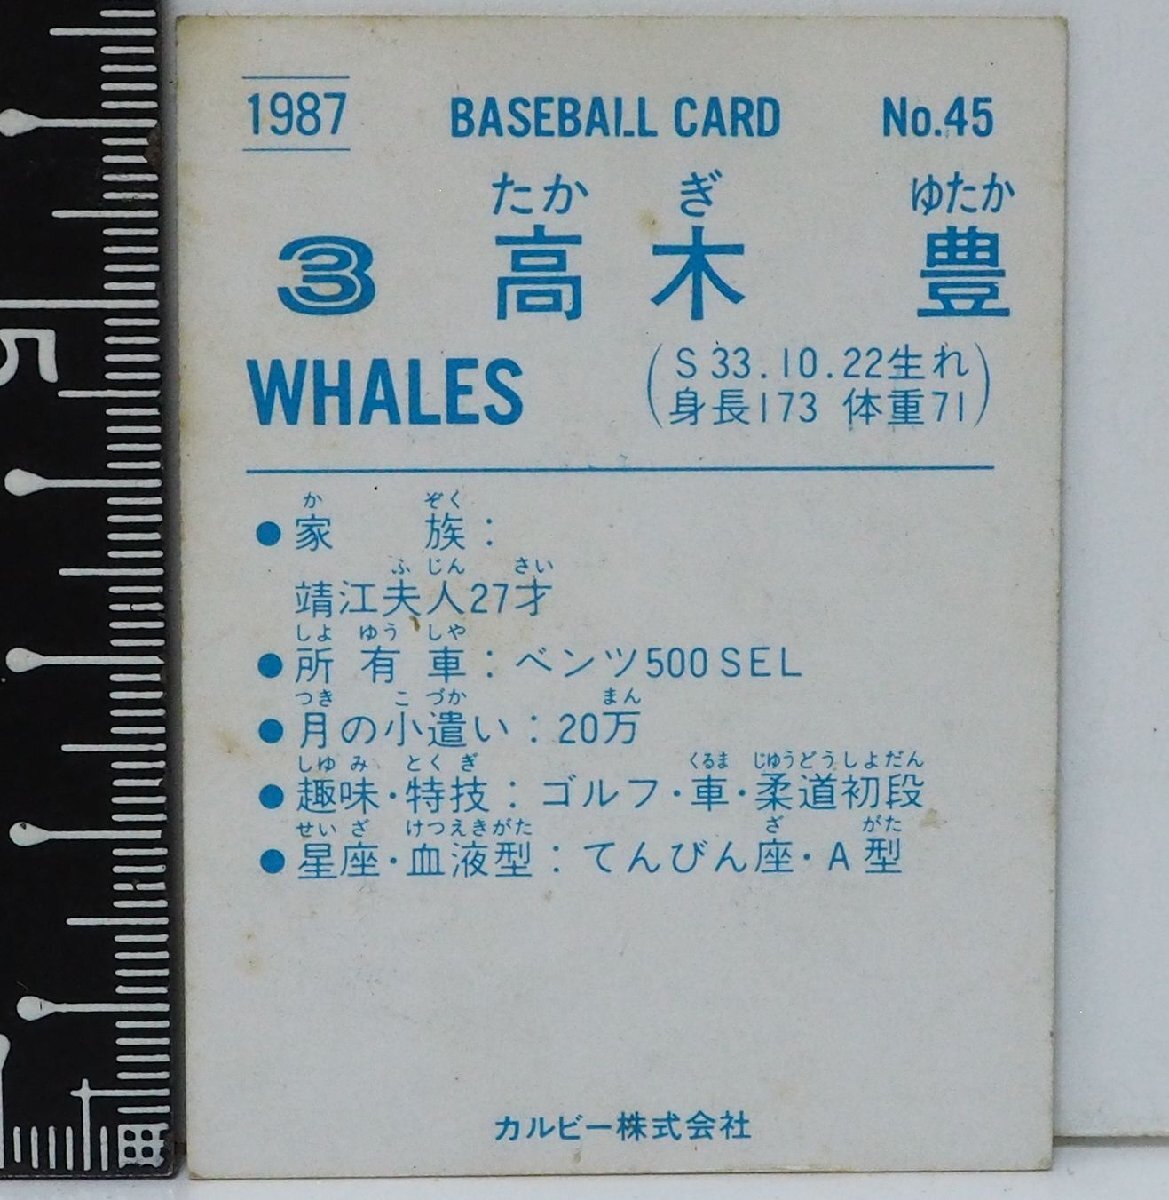 1987 BASEBALL CARD No.45
たか ぎ ゆたか
3 高木 豊
WHALES
(S33.10.22生れ
身長173 体重71)
か ぞく
●家 族：
ふ じん さい
靖江夫人27才
しよ ゆう しや
●所有車：ベンツ500SEL
つき こ づか まん
●月の小遣い：20万
しゆ み とく ぎ くるま じゆうどうしよだん
●趣味・特技：ゴルフ・車・柔道初段
せい ざ けつえきがた ざ がた
●星座・血液型：てんびん座・A型
カルビー株式会社
5